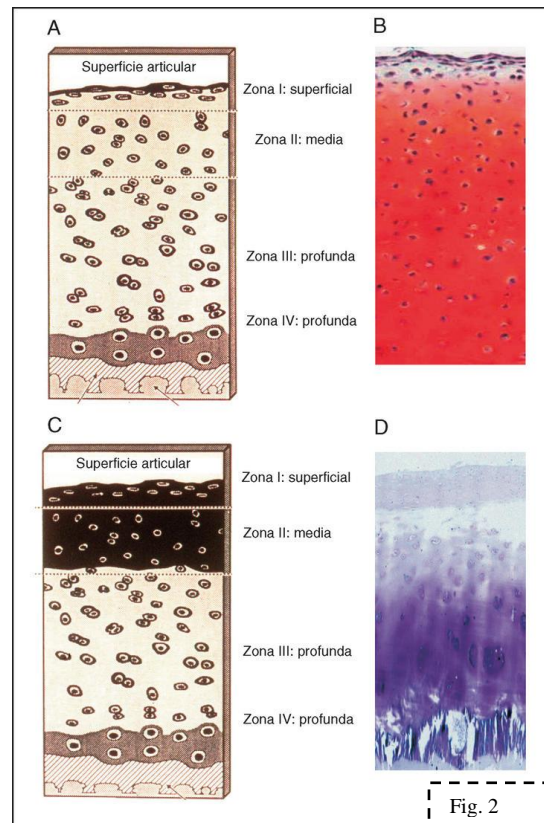 A
Superficie articular
Zona I: superficial
Zona II: media
Zona III: profunda
Zona IV: profunda
B
C
Superficie articular
Zona I: superficial
Zona II: media
Zona III: profunda
Zona IV: profunda
D
Fig. 2